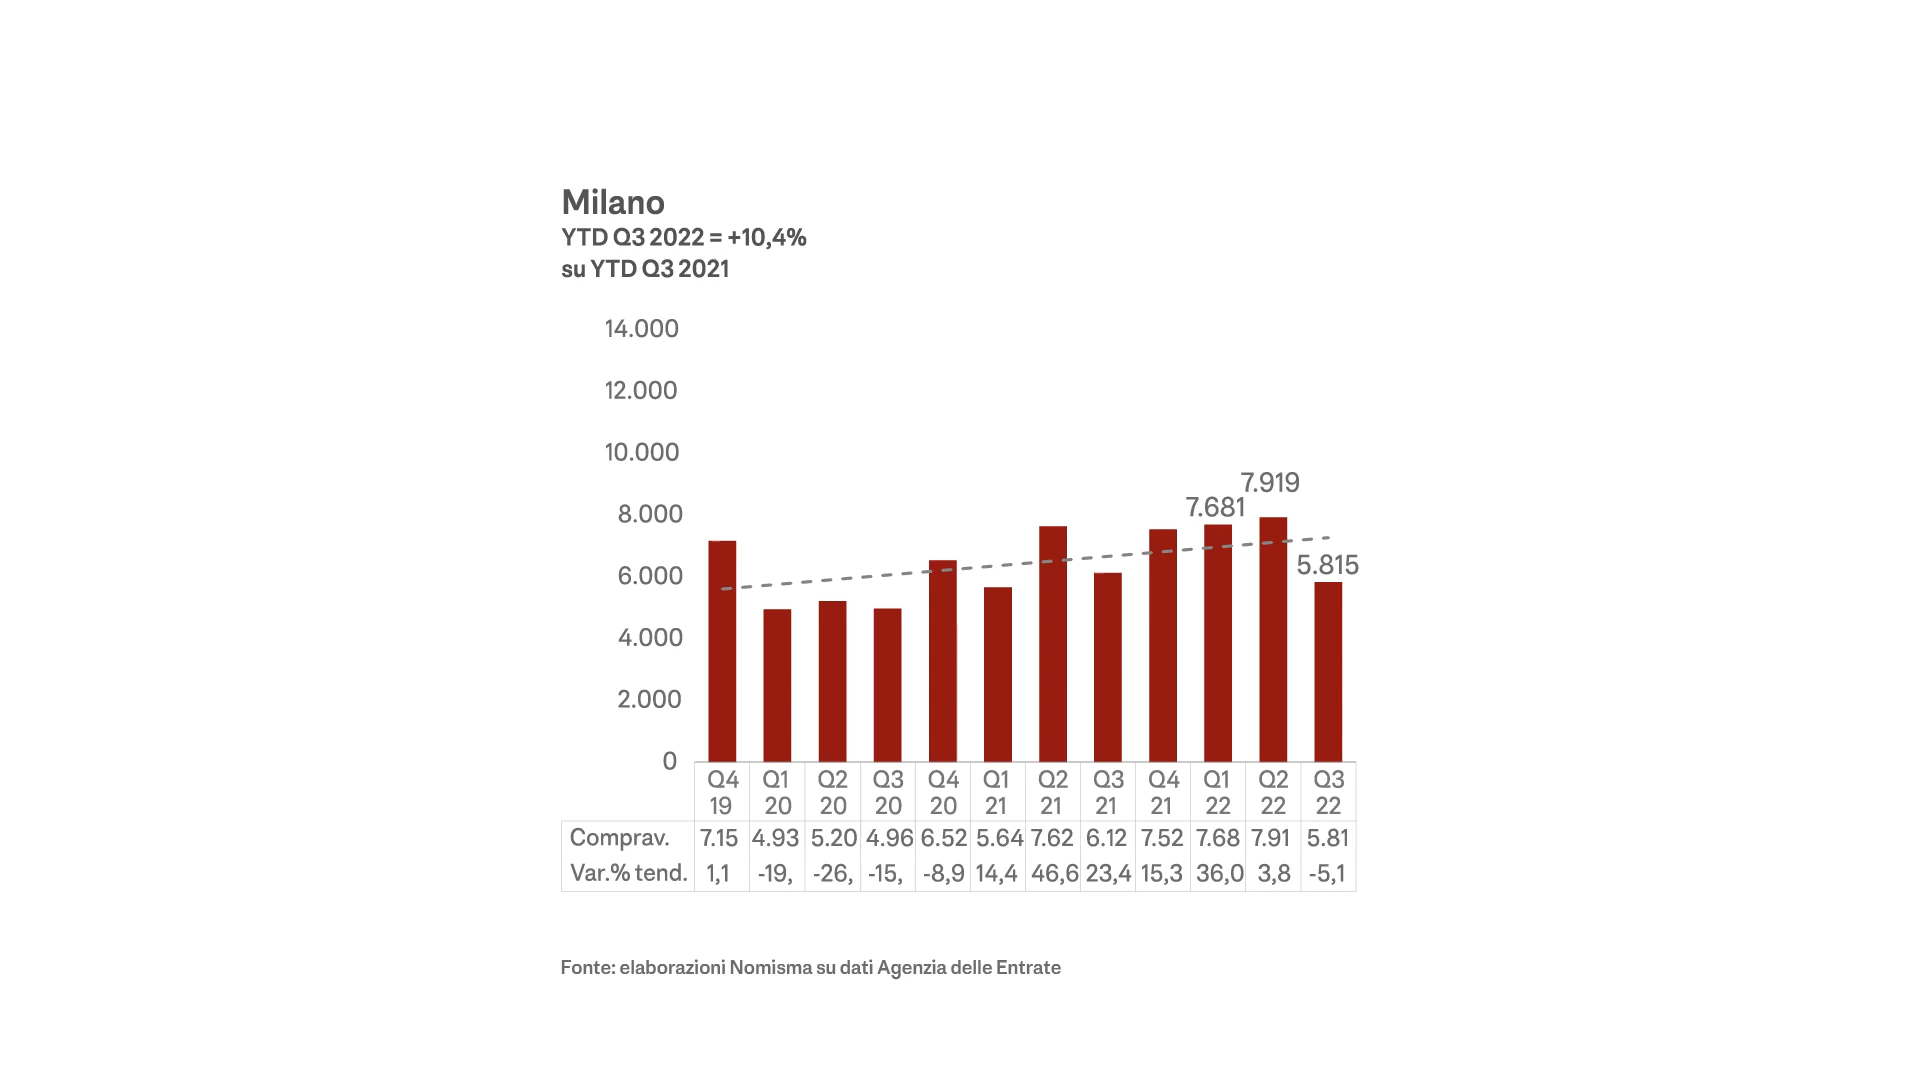 Milano
YTD Q3 2022 = +10,4%
su YTD Q3 2021
14.000
12.000
10.000
8.000
6.000
4.000
2.000
0
7.681
7.919
5.815
Q4 Q1 Q2 Q3 Q4 Q1 Q2 Q3 Q4 Q1 Q2 Q3
19 20 20 20 20 21 21 21 21 22 22 22
Comprav. 7.15 4.93 5.20 4.96 6.52 5.64 7.62 6.12 7.52 7.68 7.91 5.81
Var.% tend. 1,1 -19, -26, -15, -8,9 14,4 46,6 23,4 15,3 36,0 3,8 -5,1
Fonte: elaborazioni Nomisma su dati Agenzia delle Entrate